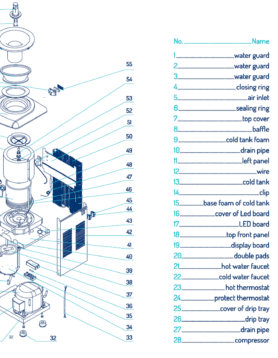 No. Name
1 water guard
2 water guard
3 water guard
4 closing ring
5 air inlet
6 sealing ring
7 top cover
8 baffle
9 cold tank foam
10 drain pipe
11 left panel
12 wire
13 cold tank
14 clip
15 base foam of cold tank
16 cover of Led board
17 LED board
18 top front panel
19 display board
20 double pads
21 hot water faucet
22 cold water faucet
23 hot thermostat
24 protect thermostat
25 cover of drip tray
26 drip tray
27 drain pipe
28 compressor
55
54
53
52
51
50
49
48
47
46
45
44
43
42
41
40
39
38
37
36
35
34
33
32